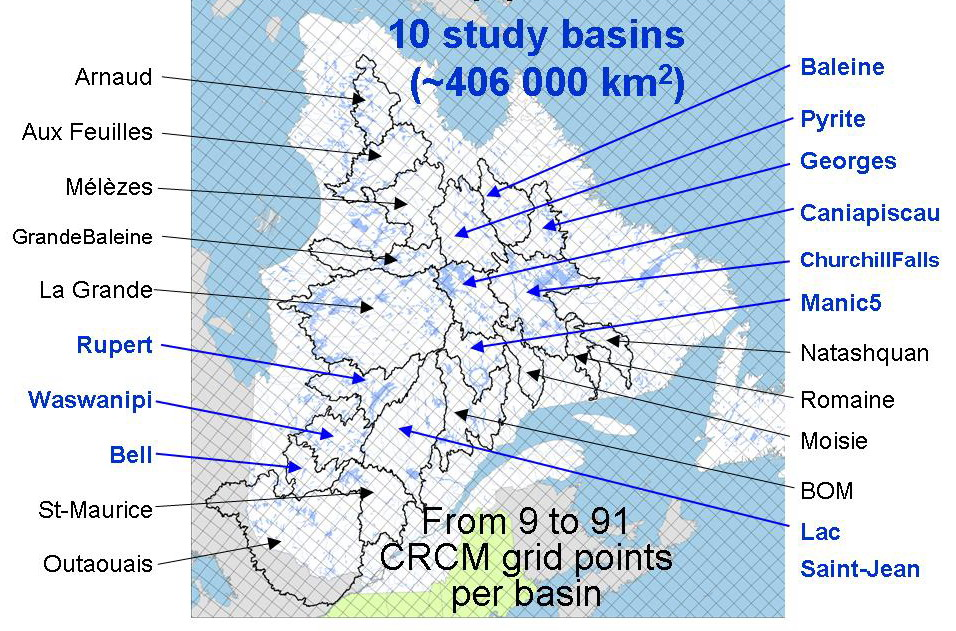 10 study basins
(~406 000 km²)
Arnaud
Aux Feuilles
Mélèzes
GrandeBaleine
La Grande
Rupert
Waswanipi
Bell
St-Maurice
Outaouais
Baleine
Pyrite
Georges
Caniapiscau
ChurchillFalls
Manic5
Natashquan
Romaine
Moisie
BOM
Lac
Saint-Jean
From 9 to 91
CRCM grid points
per basin